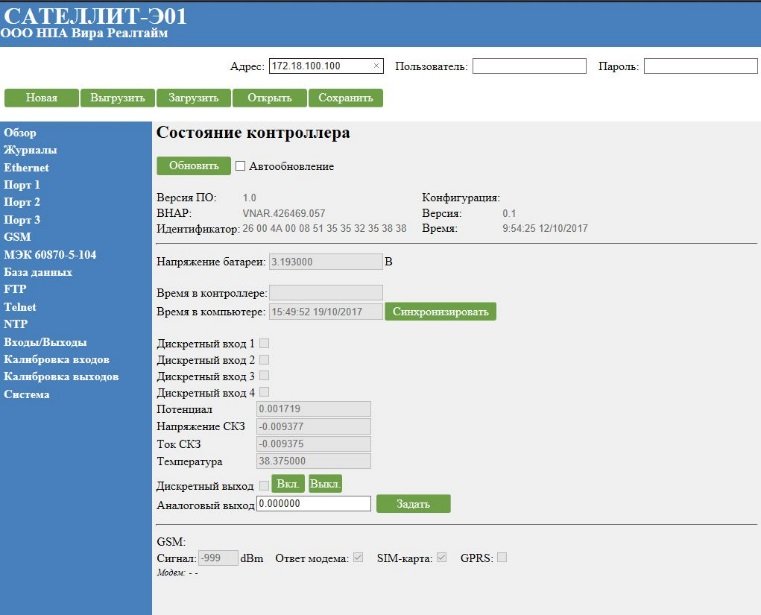 САТЕЛЛИТ-Э01
ООО НПА Вира Реалтайм
Адрес: 172.18.100.100 × Пользователь: Пароль:
Новая Выгрузить Загрузить Открыть Сохранить
Обзор
Журналы
Ethernet
Порт 1
Порт 2
Порт 3
GSM
МЭК 60870-5-104
База данных
FTP
Telnet
NTP
Входы/Выходы
Калибровка входов
Калибровка выходов
Система
Состояние контроллера
Обновить Автообновление
Версия ПО: 1.0 Конфигурация:
ВНАР: VNAR.426469.057 Версия: 0.1
Идентификатор: 26 00 4A 00 08 51 35 35 32 35 38 38 Время: 9:54:25 12/10/2017
Напряжение батареи: 3.193000 В
Время в контроллере:
Время в компьютере: 15:49:52 19/10/2017 Синхронизировать
Дискретный вход 1
Дискретный вход 2
Дискретный вход 3
Дискретный вход 4
Потенциал 0.001719
Напряжение СКЗ -0.009377
Ток СКЗ -0.009375
Температура 38.375000
Дискретный выход Вкл. Выкл.
Аналоговый выход 0.000000 Задать
GSM:
Сигнал: -999 dBm Ответ модема: SIM-карта: GPRS:
Модем: - -